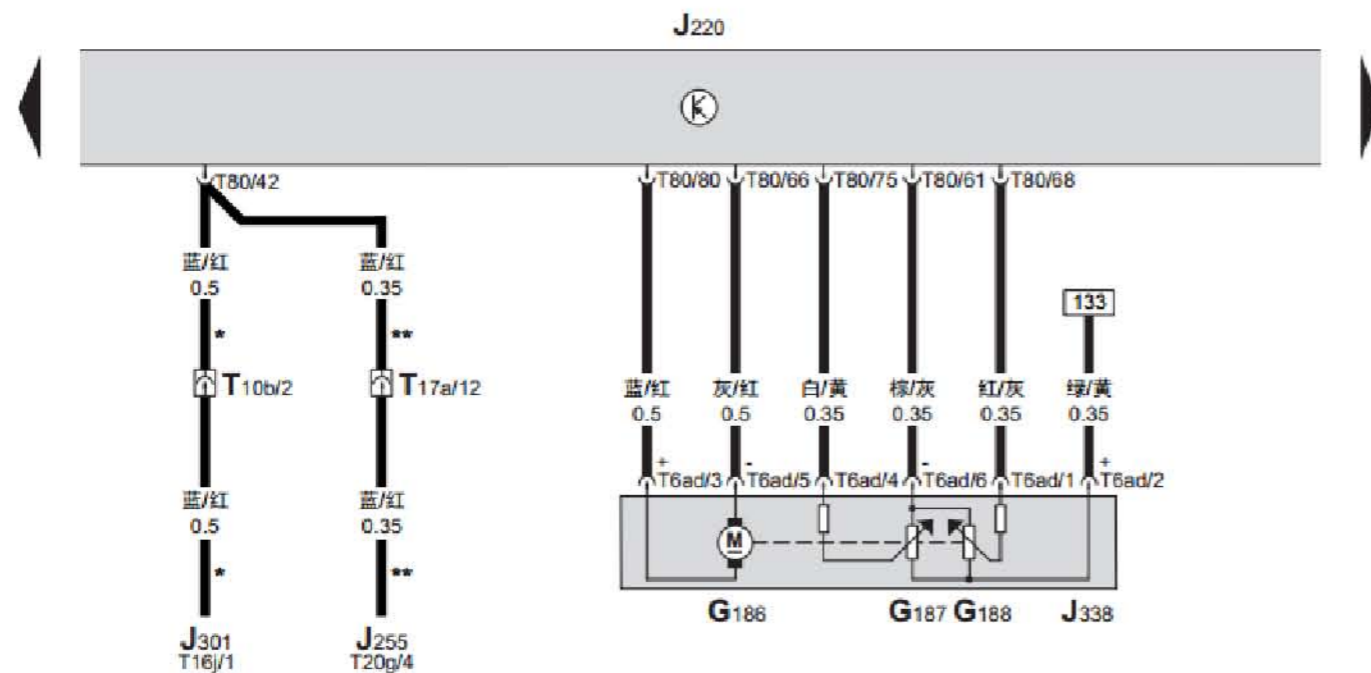 J220
T80/42
T80/80 T80/66 T80/75 T80/61 T80/68
蓝/红 蓝/红
0.5 0.35
* **
133
T10b/2 T17a/12
蓝/红 灰/红 白/黄 棕/灰 红/灰 绿/黄
0.5 0.5 0.35 0.35 0.35 0.35
+ - - +
T6ad/3 T6ad/5 T6ad/4 T6ad/6 T6ad/1 T6ad/2
蓝/红 蓝/红
0.5 0.35
M
* **
G186 G187 G188 J338
J301 J255
T16j/1 T20g/4